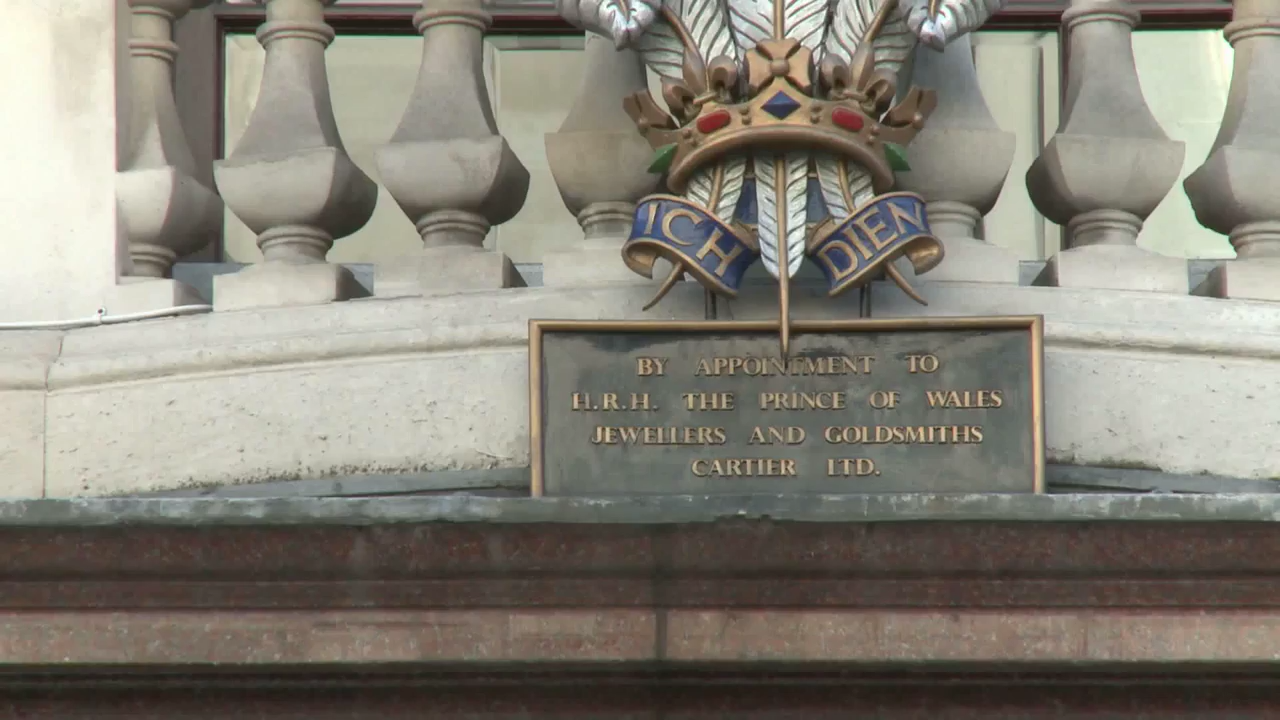 ICH DIEN
BY APPOINTMENT TO
H.R.H. THE PRINCE OF WALES
JEWELLERS AND GOLDSMITHS
CARTIER LTD.